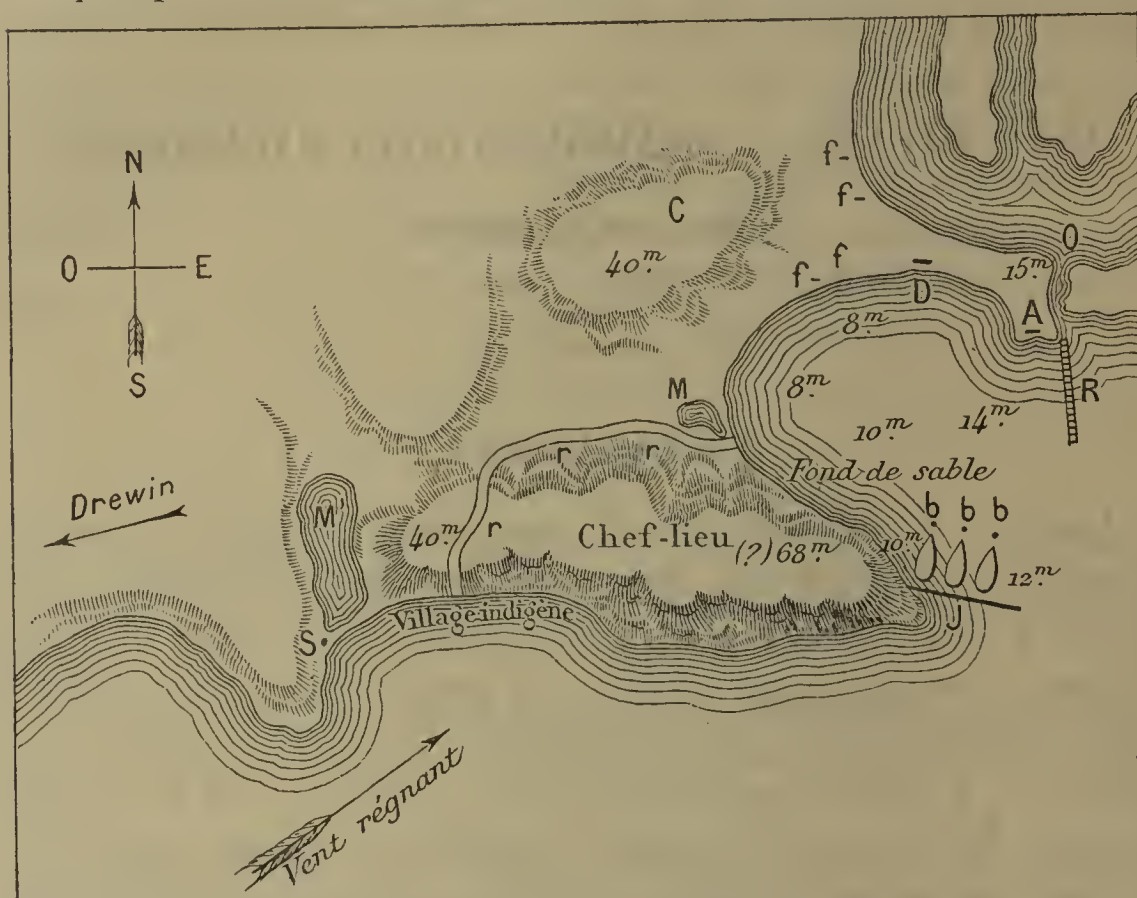 N
O E
S
C
40m.
f-
f-
f- f
D
8m.
O
15m.
A
R
8m
M
10m
14m
Fond de sable
r r
Drewin
M'
40m.
r
Chef-lieu
(?) 68m.
b b b
10m
12m.
J
Village indigène
S.
Vent régnant